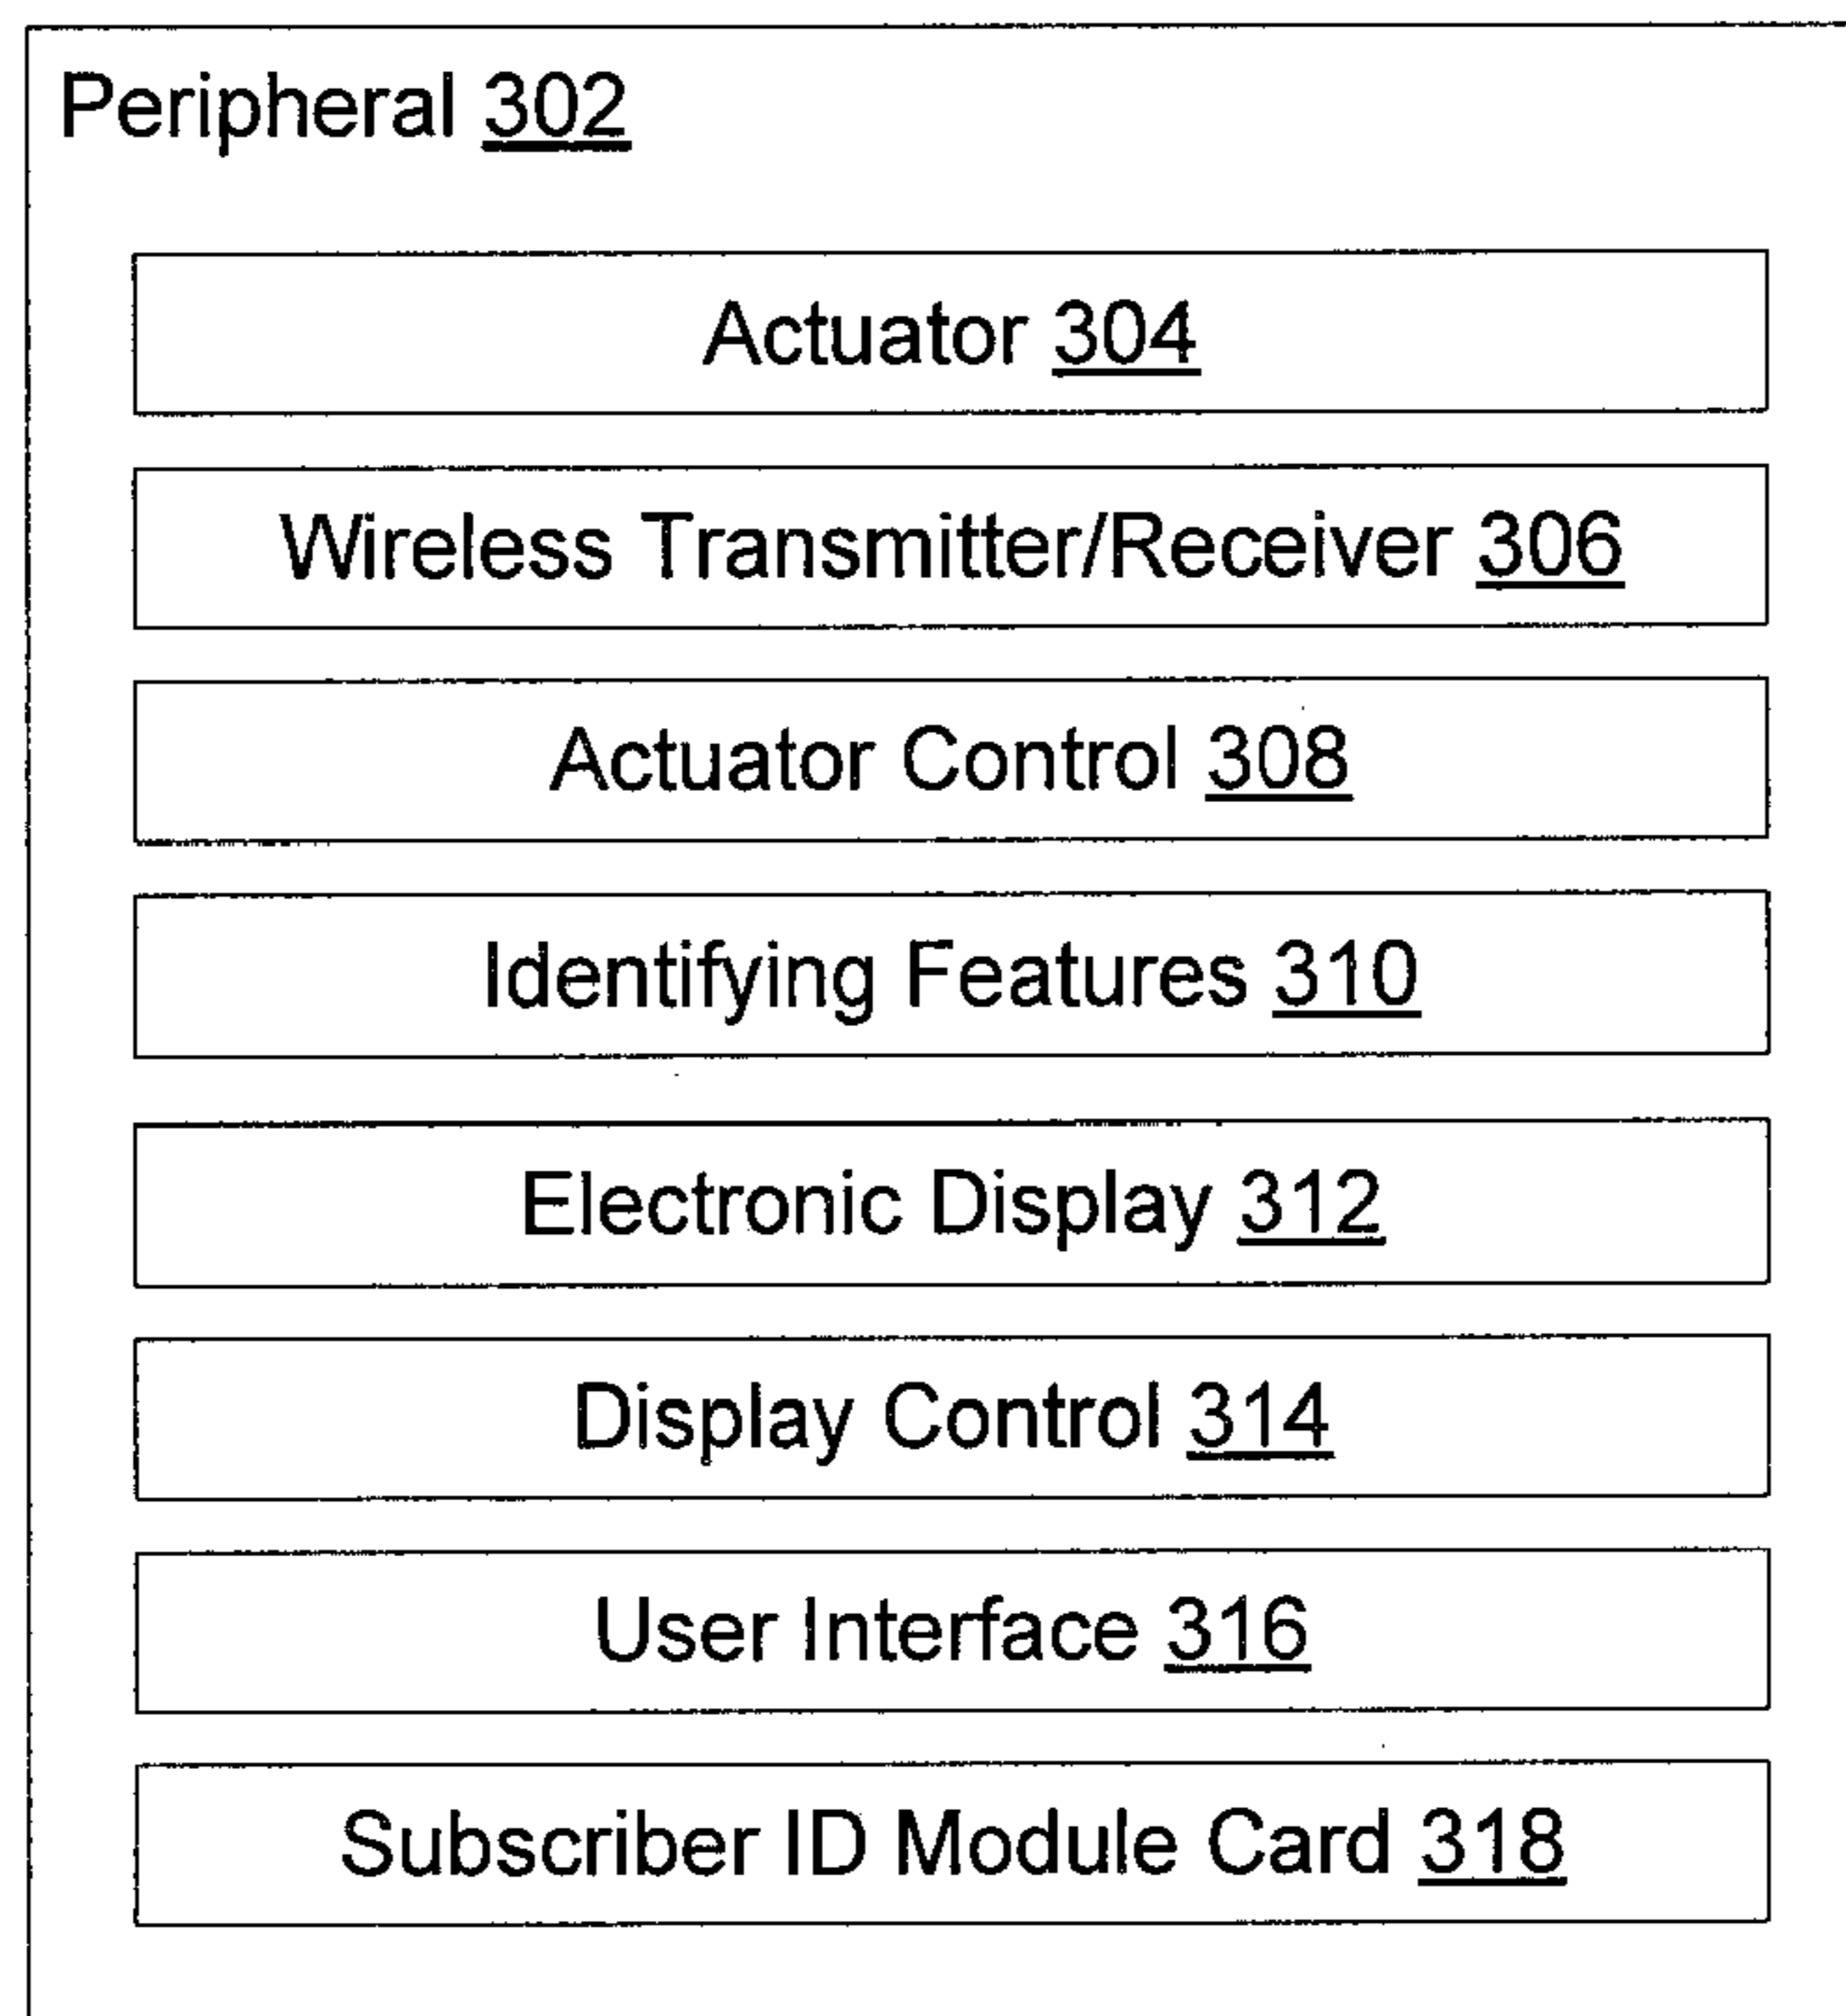 Peripheral 302
Actuator 304
Wireless Transmitter/Receiver 306
Actuator Control 308
Identifying Features 310
Electronic Display 312
Display Control 314
User Interface 316
Subscriber ID Module Card 318